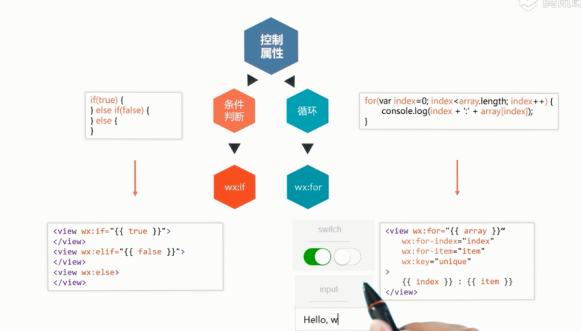 控制
属性
if(true) {
} else if(false) {
} else {
}
条件
判断
循环
for(var index=0; index<array.length; index++) {
console.log(index + ':' + array[index]);
}
wx:if
wx:for
<view wx:if="{{ true }}">
</view>
<view wx:elif="{{ false }}">
</view>
<view wx:else>
</view>
switch
input
Hello, w
<view wx:for="{{ array }}“
wx:for-index="index"
wx:for-item="item"
wx:key="unique"
>
{{ index }} : {{ item }}
</view>